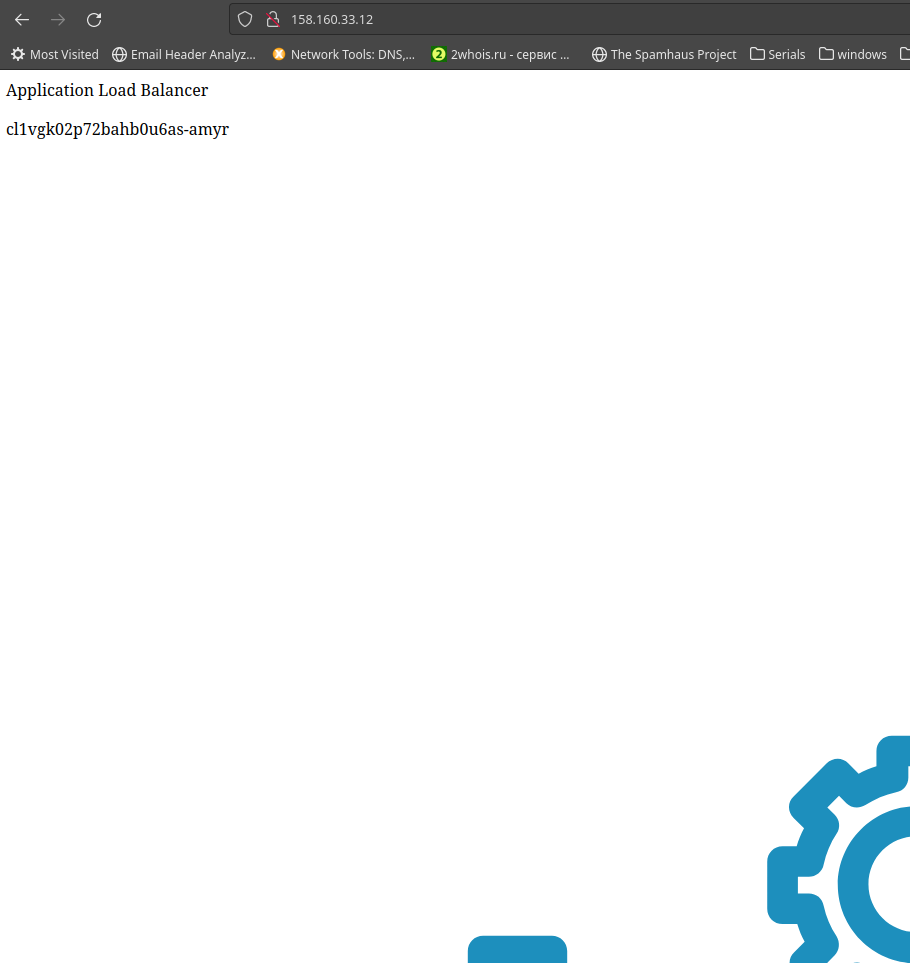 158.160.33.12
Most Visited Email Header Analyz... Network Tools: DNS,... 2 2whois.ru - сервис ... The Spamhaus Project Serials windows
Application Load Balancer
cl1vgk02p72bahb0u6as-amyr